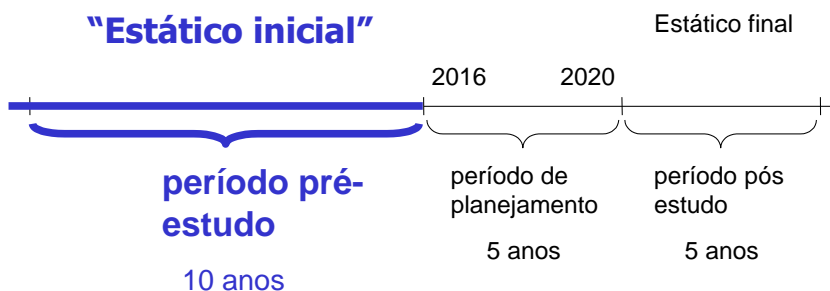 “Estático inicial”
Estático final
2016
2020
período pré-
estudo
10 anos
período de
planejamento
5 anos
período pós
estudo
5 anos